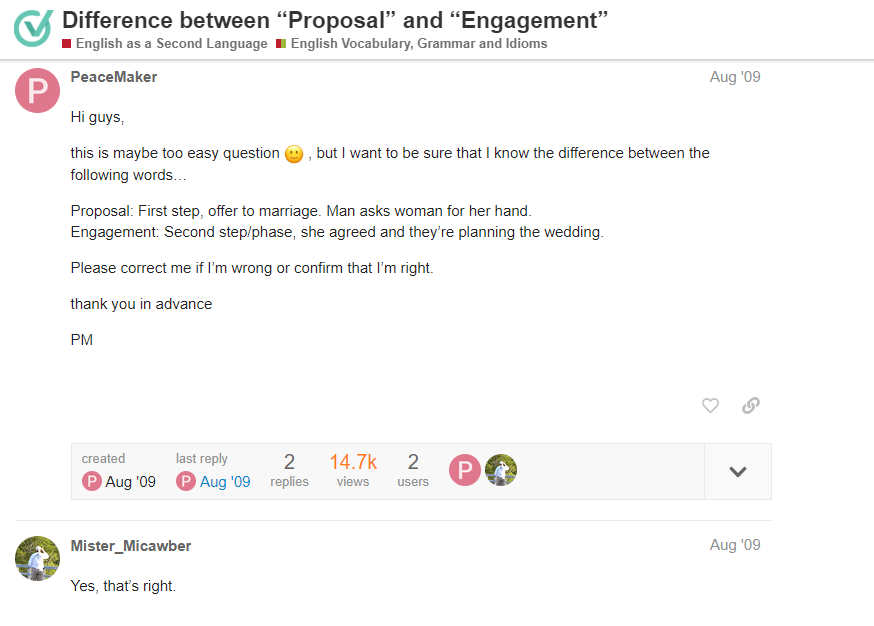 Difference between “Proposal” and “Engagement”
English as a Second Language English Vocabulary, Grammar and Idioms
P
PeaceMaker
Aug '09
Hi guys,
this is maybe too easy question 🙂 , but I want to be sure that I know the difference between the
following words…
Proposal: First step, offer to marriage. Man asks woman for her hand.
Engagement: Second step/phase, she agreed and they’re planning the wedding.
Please correct me if I’m wrong or confirm that I’m right.
thank you in advance
PM
created last reply 2 14.7k 2 P
P Aug '09 P Aug '09 replies views users
Mister_Micawber
Aug '09
Yes, that’s right.